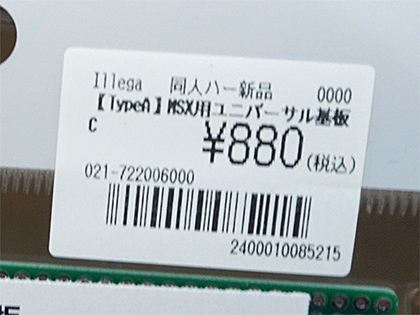 Illega 同人ハー新品 0000
【TypeA】MSX用ユニバーサル基板
C
¥880(税込)
021-722006000
2400010085215